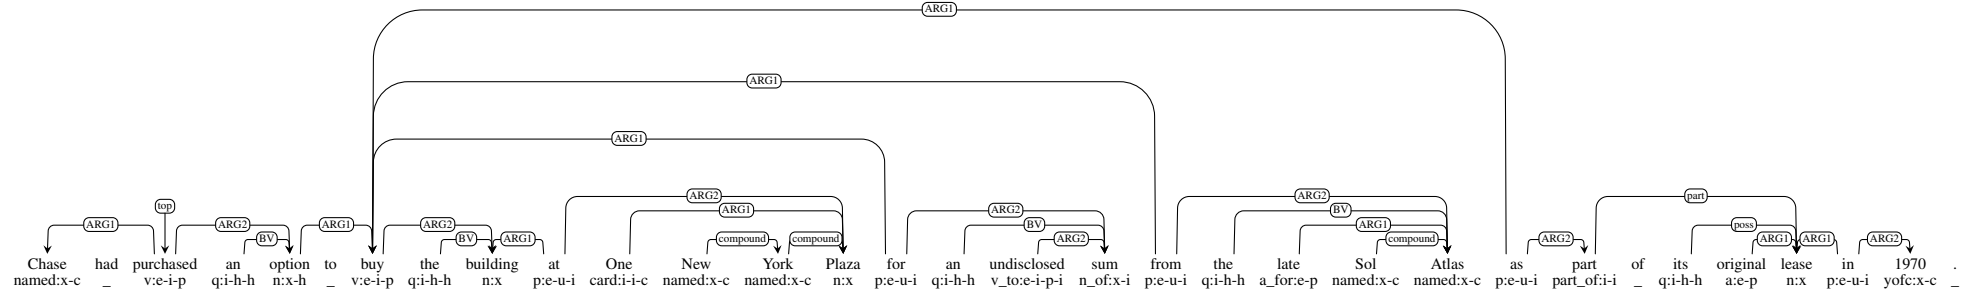 ARG1
ARG1
ARG1
top ARG2 ARG2 part
ARG1 ARG2 BV
ARG1 ARG2 ARG1 ARG2 BV ARG1 poss
BV BV ARG1 compound compound ARG2 compound ARG2 ARG1 ARG1 ARG2
Chase had purchased an option to buy the building at One New York Plaza for an undisclosed sum from the late Sol Atlas as part of its original lease in 1970 .
named:x-c _ v:e-i-p q:i-h-h n:x-h _ v:e-i-p q:i-h-h n:x p:e-u-i card:i-i-c named:x-c named:x-c n:x p:e-u-i q:i-h-h v_to:e-i-p-i n_of:x-i p:e-u-i q:i-h-h a_for:e-p named:x-c named:x-c p:e-u-i part_of:i-i _ q:i-h-h a:e-p n:x p:e-u-i yofc:x-c _